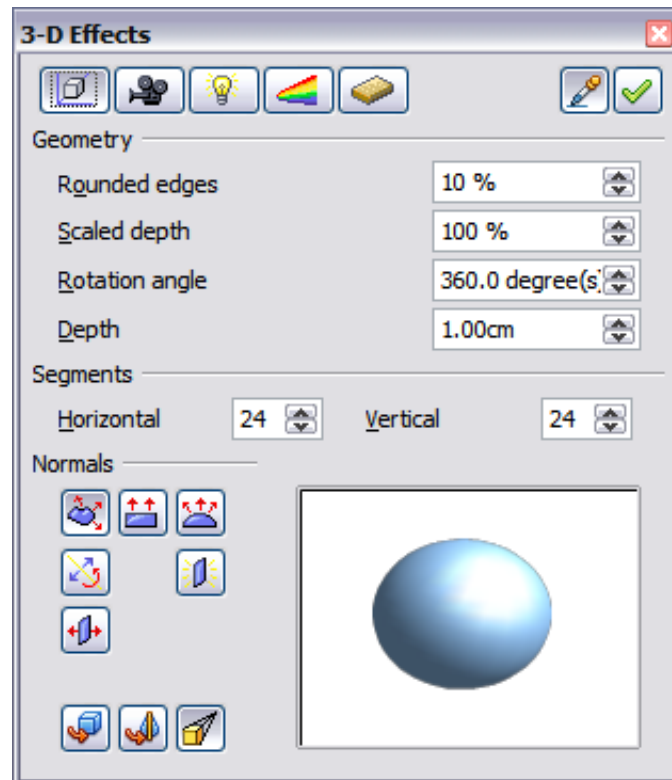 3-D Effects
Geometry
Rounded edges 10 %
Scaled depth 100 %
Rotation angle 360.0 degree(s)
Depth 1.00cm
Segments
Horizontal 24 Vertical 24
Normals